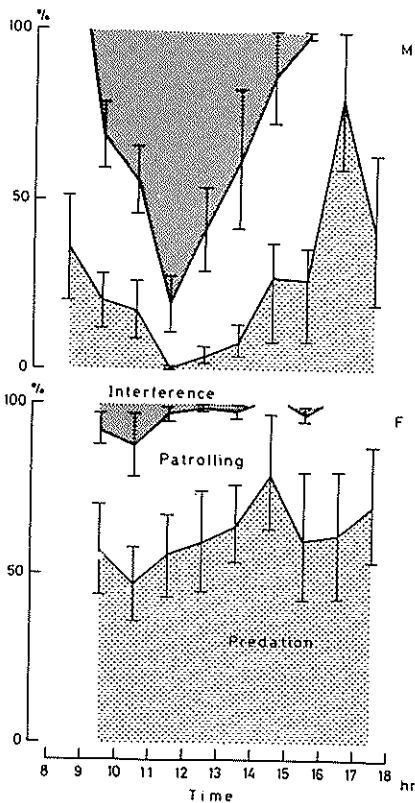 %
100
M
50
0
%
Interference
100
F
Patrolling
50
Predation
0
8 9 10 11 12 13 14 15 16 17 18 hr
Time